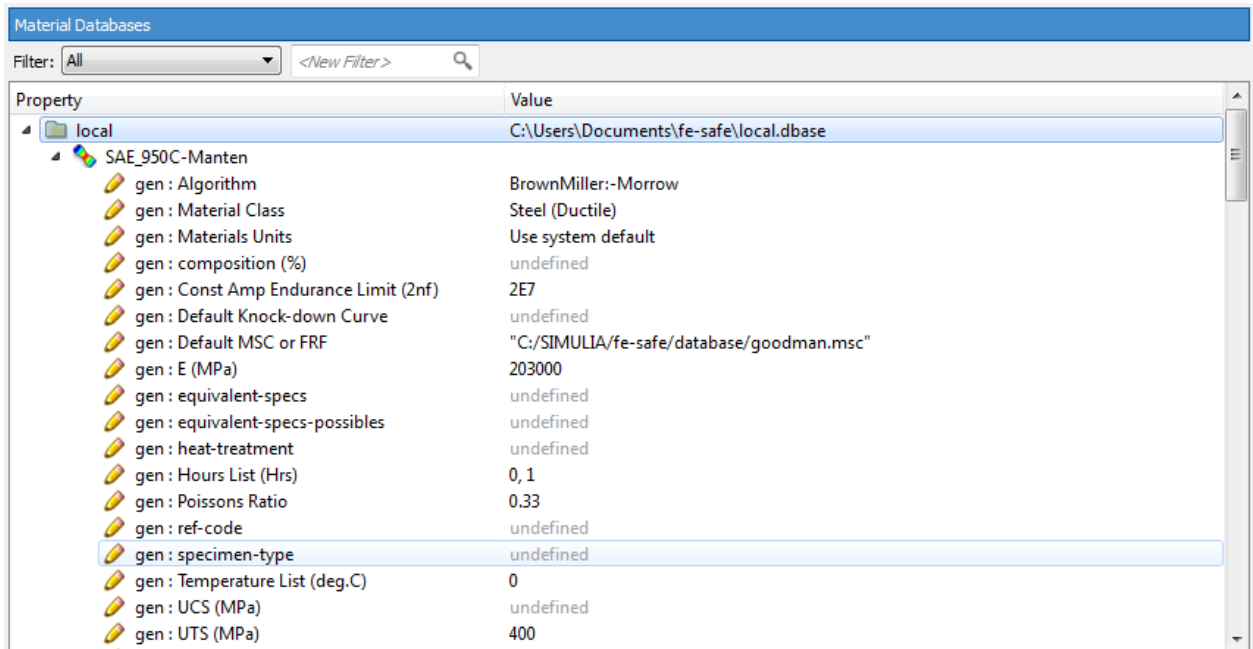 Material Databases
Filter: All <New Filter>
Property Value
local C:\Users\Documents\fe-safe\local.dbase
SAE_950C-Manten
gen : Algorithm BrownMiller:-Morrow
gen : Material Class Steel (Ductile)
gen : Materials Units Use system default
gen : composition (%) undefined
gen : Const Amp Endurance Limit (2nf) 2E7
gen : Default Knock-down Curve undefined
gen : Default MSC or FRF "C:/SIMULIA/fe-safe/database/goodman.msc"
gen : E (MPa) 203000
gen : equivalent-specs undefined
gen : equivalent-specs-possibles undefined
gen : heat-treatment undefined
gen : Hours List (Hrs) 0, 1
gen : Poissons Ratio 0.33
gen : ref-code undefined
gen : specimen-type undefined
gen : Temperature List (deg.C) 0
gen : UCS (MPa) undefined
gen : UTS (MPa) 400